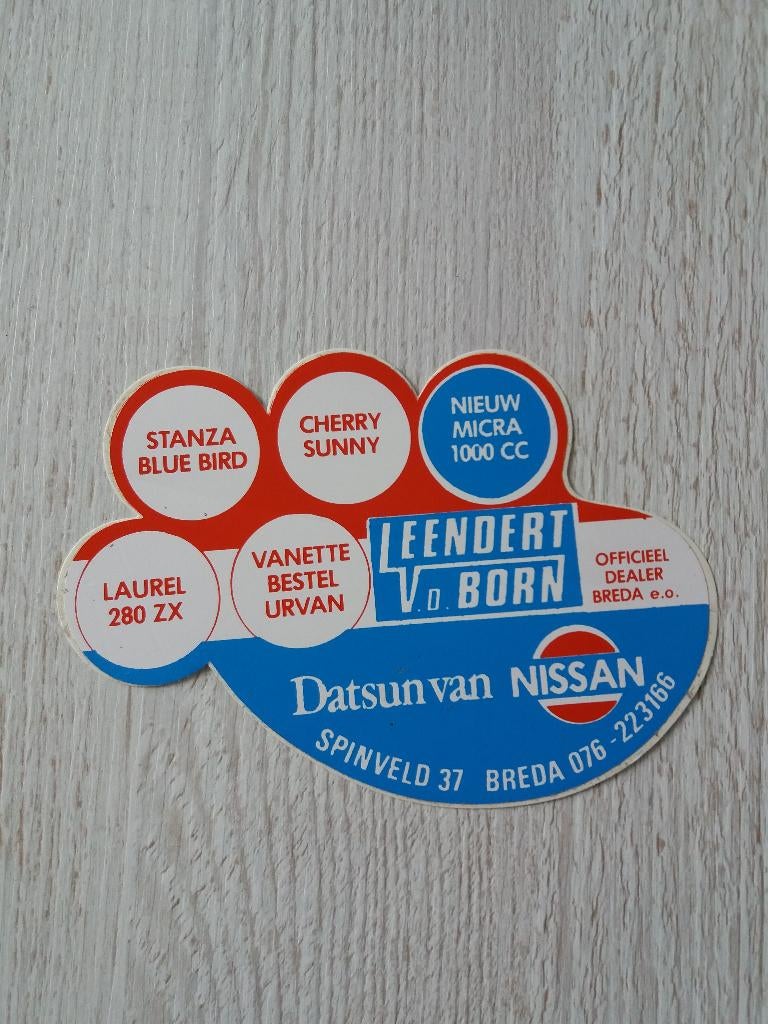 STANZA
BLUE BIRD
CHERRY
SUNNY
NIEUW
MICRA
1000 CC
LAUREL
280 ZX
VANETTE
BESTEL
URVAN
LEENDERT
V.D. BORN
OFFICIEEL
DEALER
BREDA e.o.
Datsun van NISSAN
SPINVELD 37 BREDA 076-223166